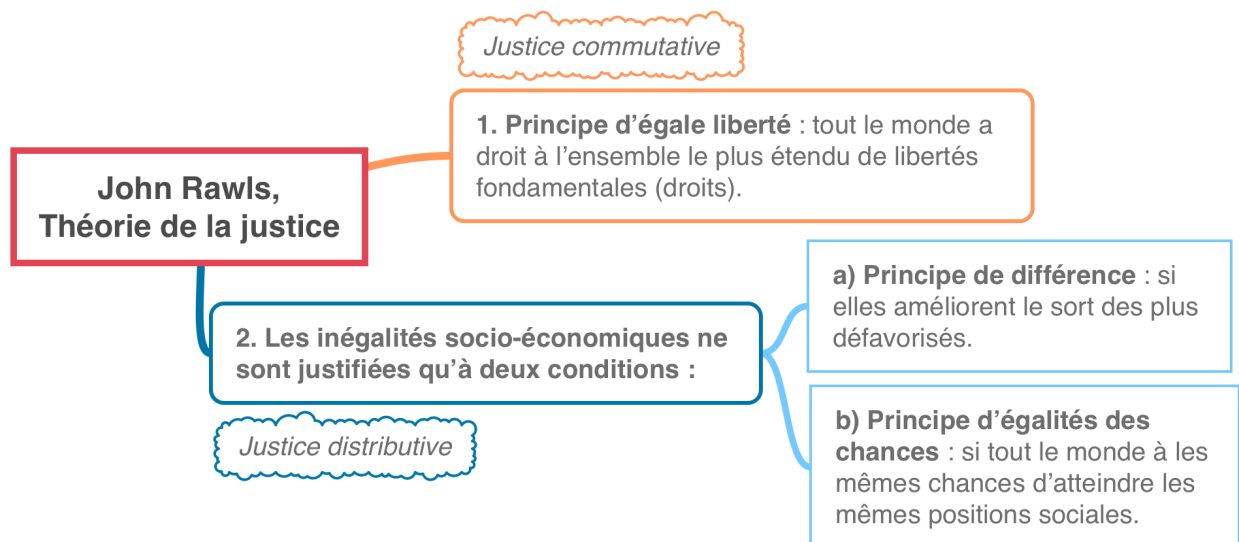 Justice commutative
1. Principe d’égale liberté : tout le monde a
droit à l’ensemble le plus étendu de libertés
fondamentales (droits).
John Rawls,
Théorie de la justice
2. Les inégalités socio-économiques ne
sont justifiées qu’à deux conditions :
Justice distributive
a) Principe de différence : si
elles améliorent le sort des plus
défavorisés.
b) Principe d’égalités des
chances : si tout le monde à les
mêmes chances d’atteindre les
mêmes positions sociales.